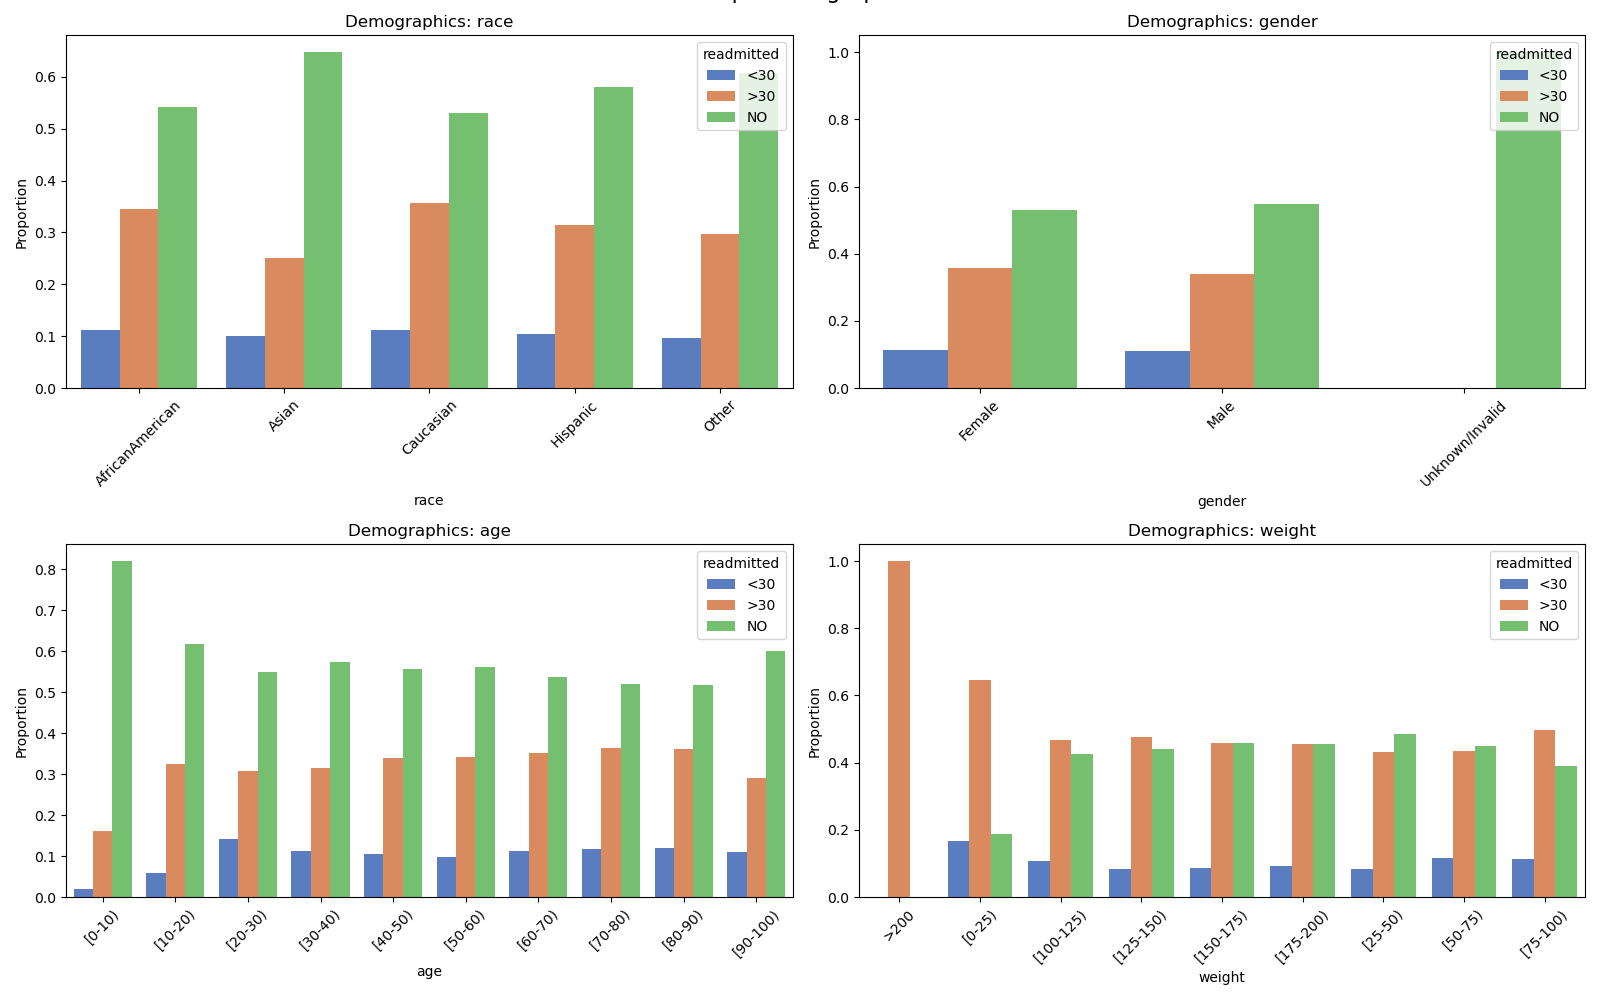 Demographics: race
Proportion
0.6
0.5
0.4
0.3
0.2
0.1
0.0
readmitted
<30
>30
NO
AfricanAmerican
Asian
Caucasian
Hispanic
Other
race
Demographics: gender
Proportion
1.0
0.8
0.6
0.4
0.2
0.0
readmitted
<30
>30
NO
Female
Male
Unknown/Invalid
gender
Demographics: age
Proportion
0.8
0.7
0.6
0.5
0.4
0.3
0.2
0.1
0.0
readmitted
<30
>30
NO
[0-10)
[10-20)
[20-30)
[30-40)
[40-50)
[50-60)
[60-70)
[70-80)
[80-90)
[90-100)
age
Demographics: weight
Proportion
1.0
0.8
0.6
0.4
0.2
0.0
readmitted
<30
>30
NO
>200
[0-25)
[100-125)
[125-150)
[150-175)
[175-200)
[25-50)
[50-75)
[75-100)
weight